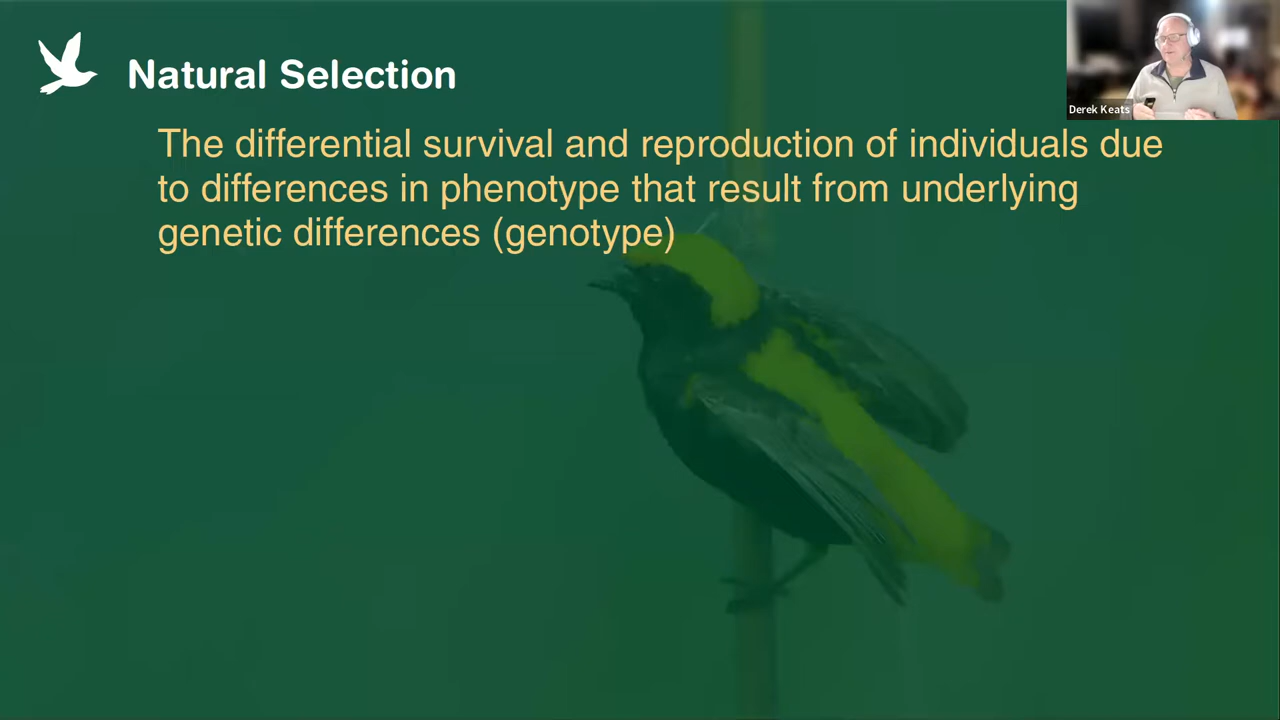 Natural Selection
Derek Keats
The differential survival and reproduction of individuals due
to differences in phenotype that result from underlying
genetic differences (genotype)